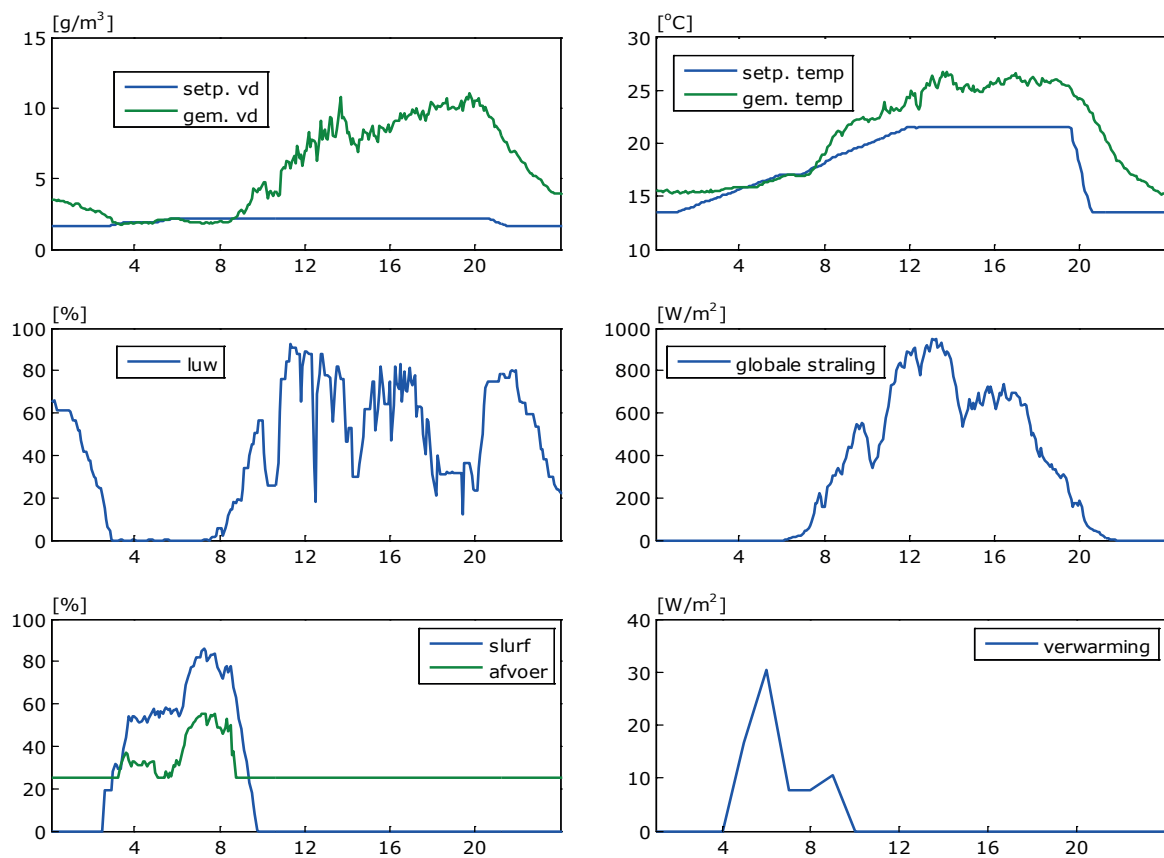 [g/m³]
15
10
5
0
setp. vd
gem. vd
4 8 12 16 20
[°C]
30
25
20
15
10
setp. temp
gem. temp
4 8 12 16 20
[%]
100
80
60
40
20
0
luw
4 8 12 16 20
[W/m²]
1000
800
600
400
200
0
globale straling
4 8 12 16 20
[%]
100
80
60
40
20
0
slurf
afvoer
4 8 12 16 20
[W/m²]
40
30
20
10
0
verwarming
4 8 12 16 20